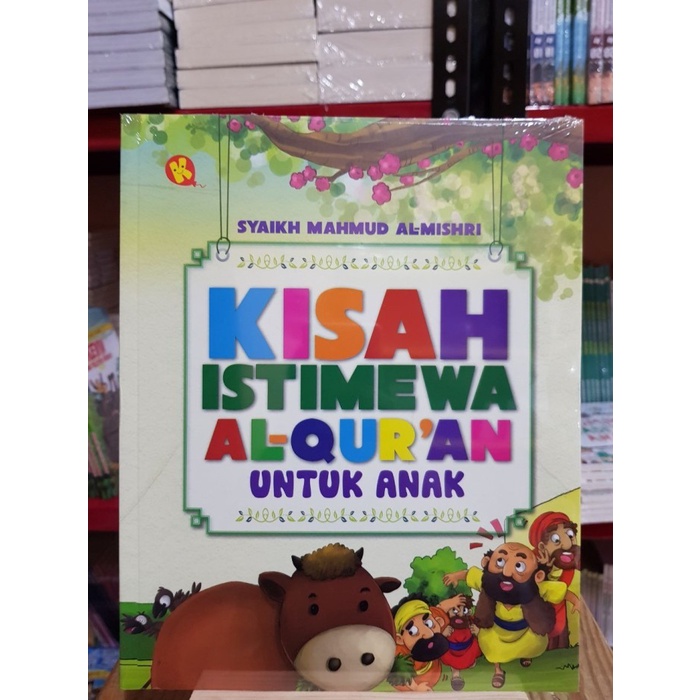 SYAIKH MAHMUD AL-MISHRI
KISAH
ISTIMEWA
AL-QUR'AN
UNTUK ANAK